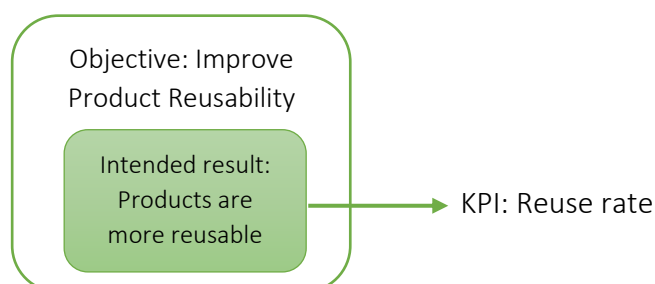 Objective: Improve
Product Reusability
Intended result:
Products are
more reusable
KPI: Reuse rate